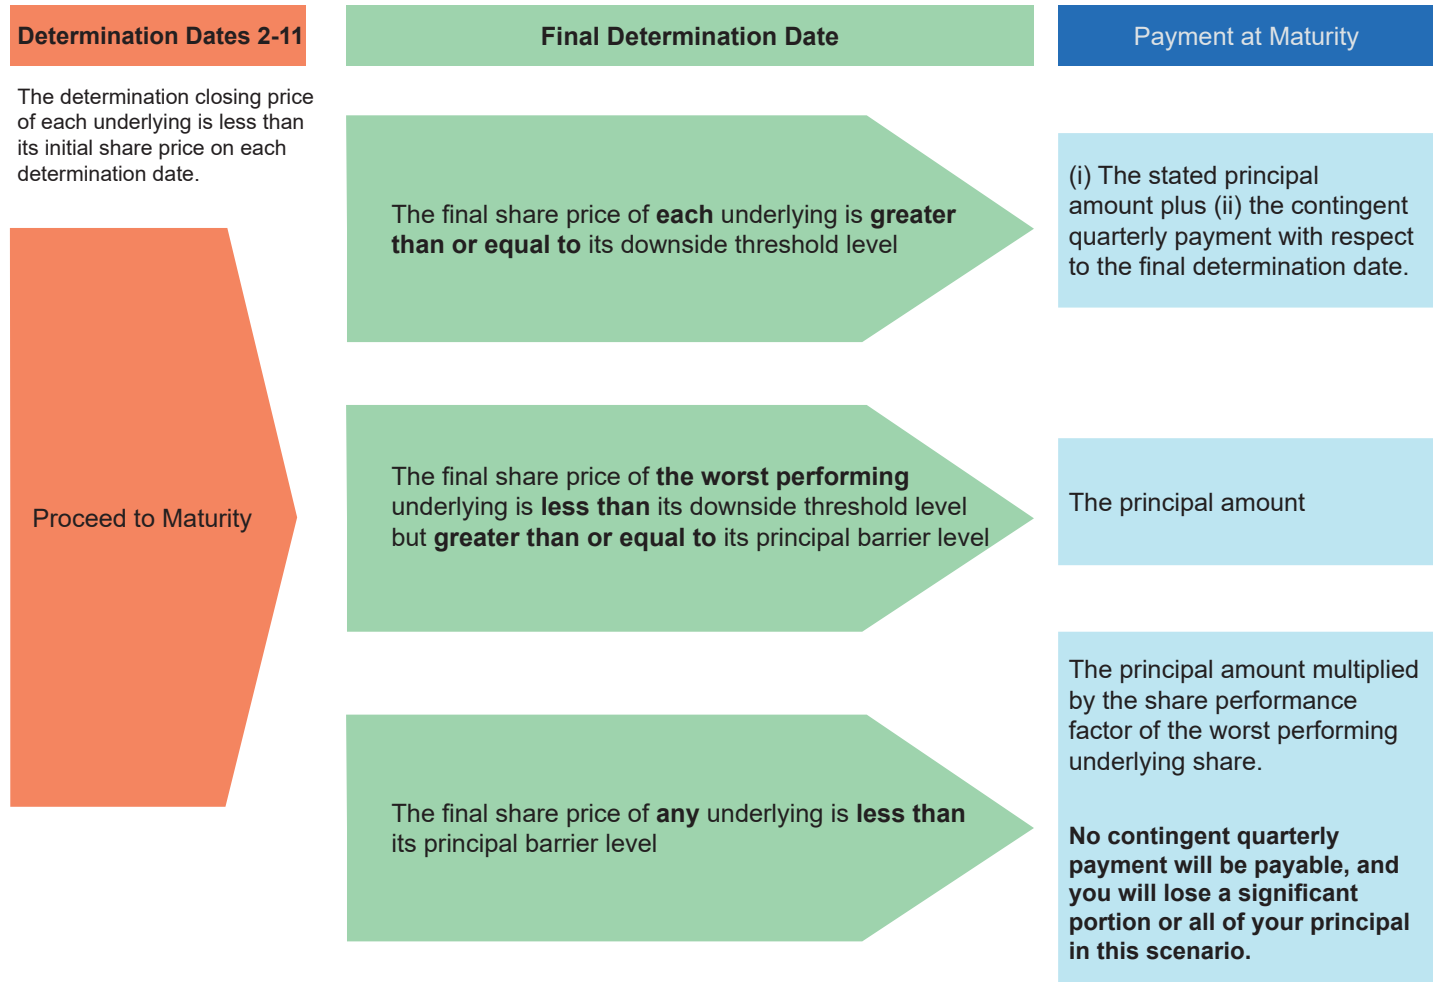 Determination Dates 2-11
The determination closing price
of each underlying is less than
its initial share price on each
determination date.
Proceed to Maturity
Final Determination Date
The final share price of each underlying is greater
than or equal to its downside threshold level
The final share price of the worst performing
underlying is less than its downside threshold level
but greater than or equal to its principal barrier level
The final share price of any underlying is less than
its principal barrier level
Payment at Maturity
(i) The stated principal
amount plus (ii) the contingent
quarterly payment with respect
to the final determination date.
The principal amount
The principal amount multiplied
by the share performance
factor of the worst performing
underlying share.
No contingent quarterly
payment will be payable, and
you will lose a significant
portion or all of your principal
in this scenario.